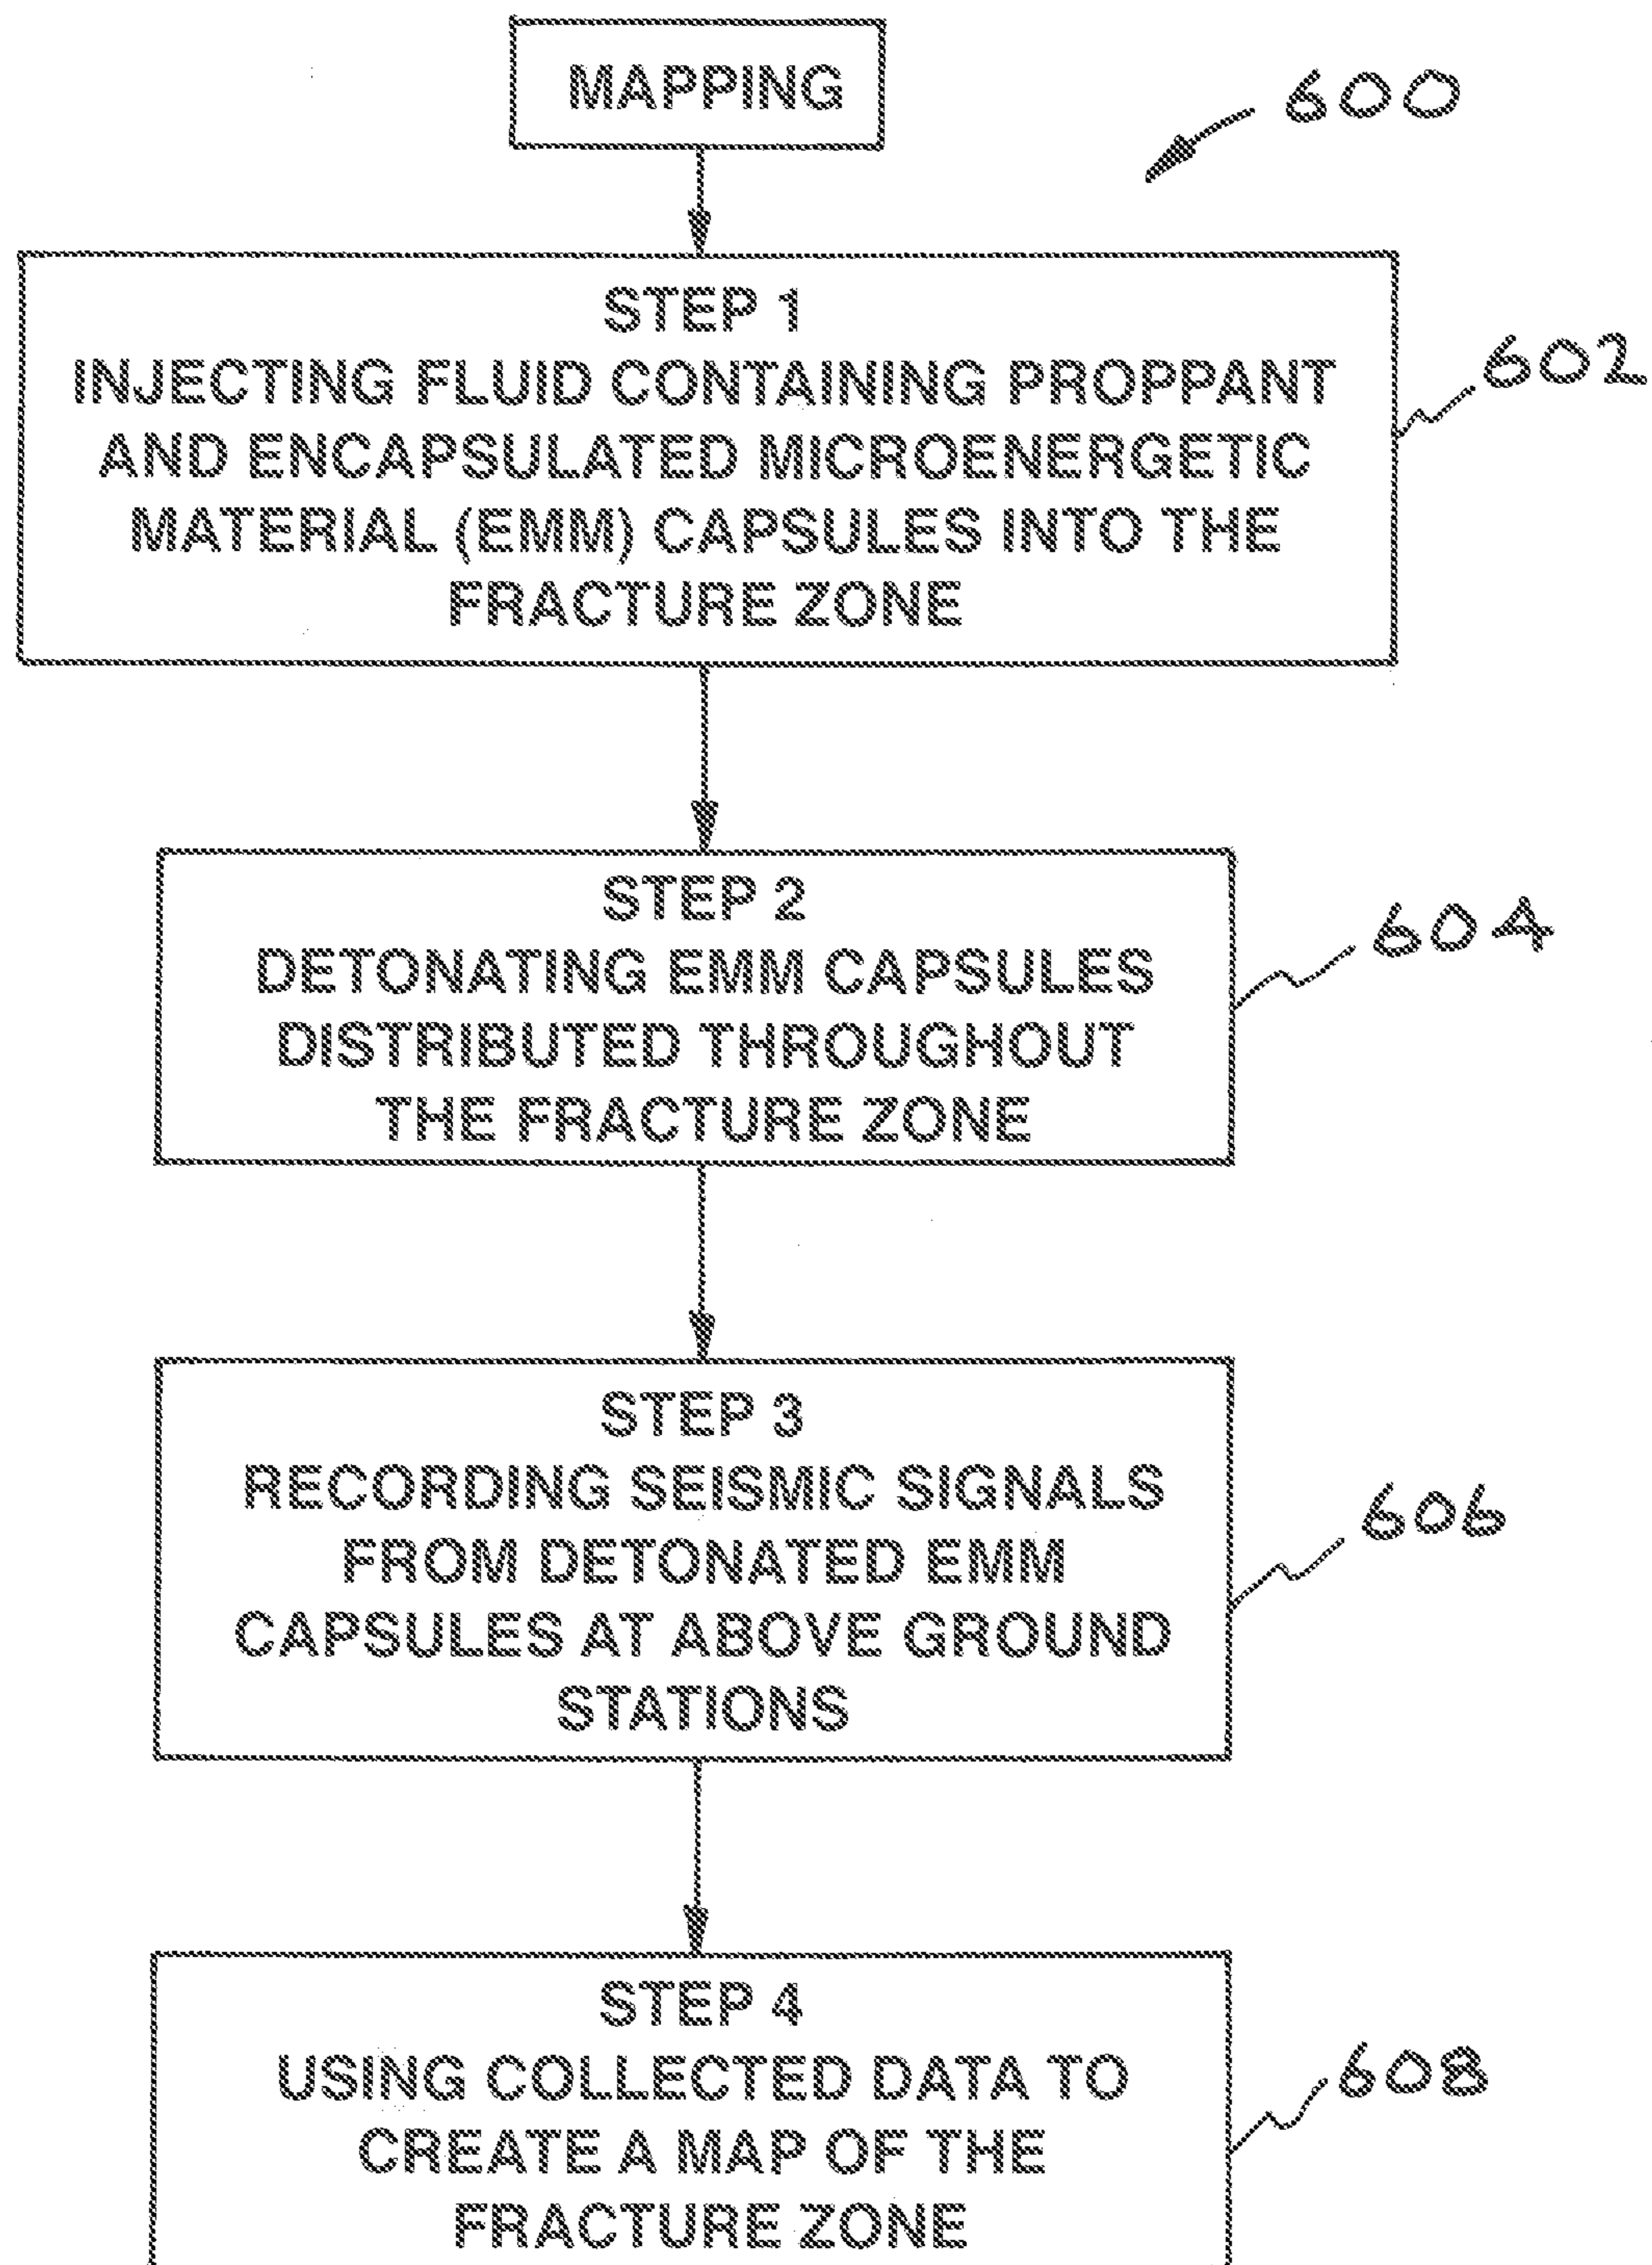 MAPPING
600
STEP 1
INJECTING FLUID CONTAINING PROPPANT
AND ENCAPSULATED MICROENERGETIC
MATERIAL (EMM) CAPSULES INTO THE
FRACTURE ZONE
602
STEP 2
DETONATING EMM CAPSULES
DISTRIBUTED THROUGHOUT
THE FRACTURE ZONE
604
STEP 3
RECORDING SEISMIC SIGNALS
FROM DETONATED EMM
CAPSULES AT ABOVE GROUND
STATIONS
606
STEP 4
USING COLLECTED DATA TO
CREATE A MAP OF THE
FRACTURE ZONE
608